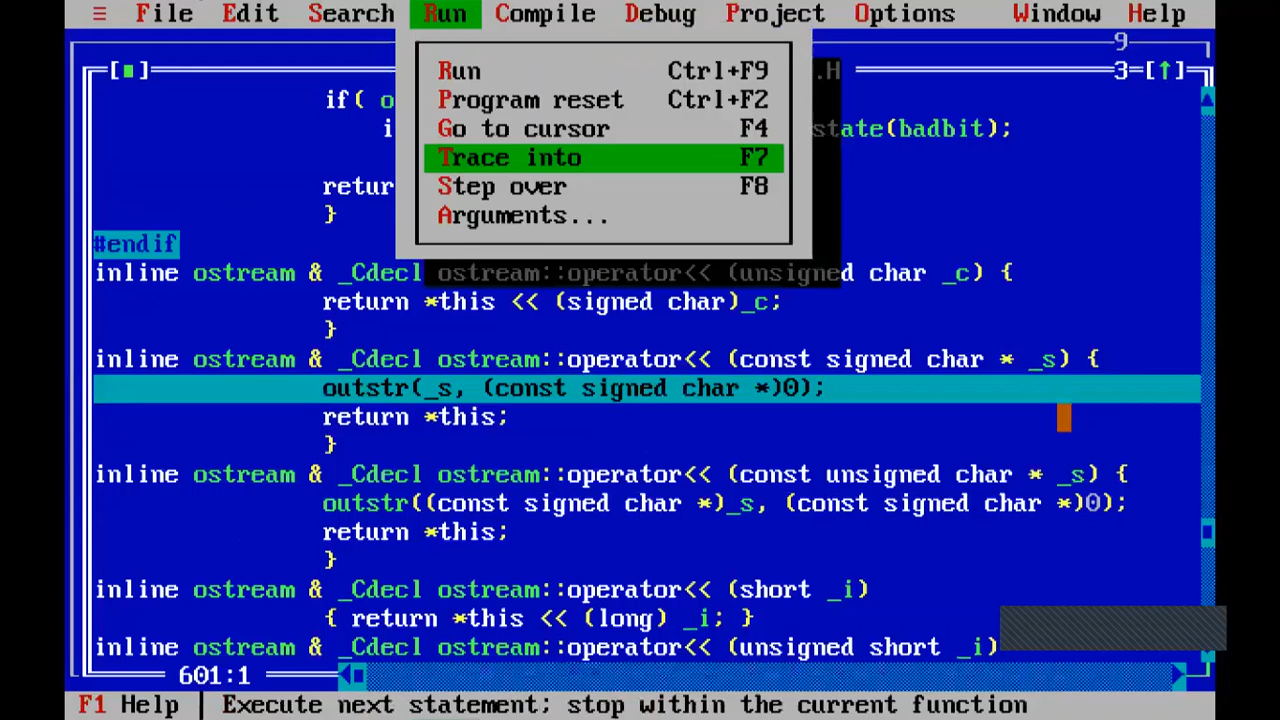 ≡ File Edit Search Run Compile Debug Project Options Window Help
9
[■] .H 3=[↑]
Run Ctrl+F9
Program reset Ctrl+F2
Go to cursor F4
Trace into F7
Step over F8
Arguments...
if( o
i state(badbit);
retur
}
#endif
inline ostream & _Cdecl ostream::operator<< (unsigned char _c) {
return *this << (signed char)_c;
}
inline ostream & _Cdecl ostream::operator<< (const signed char * _s) {
outstr(_s, (const signed char *)0);
return *this;
}
inline ostream & _Cdecl ostream::operator<< (const unsigned char * _s) {
outstr((const signed char *)_s, (const signed char *)0);
return *this;
}
inline ostream & _Cdecl ostream::operator<< (short _i)
{ return *this << (long) _i; }
inline ostream & _Cdecl ostream::operator<< (unsigned short _i)
601:1
F1 Help │ Execute next statement; stop within the current function